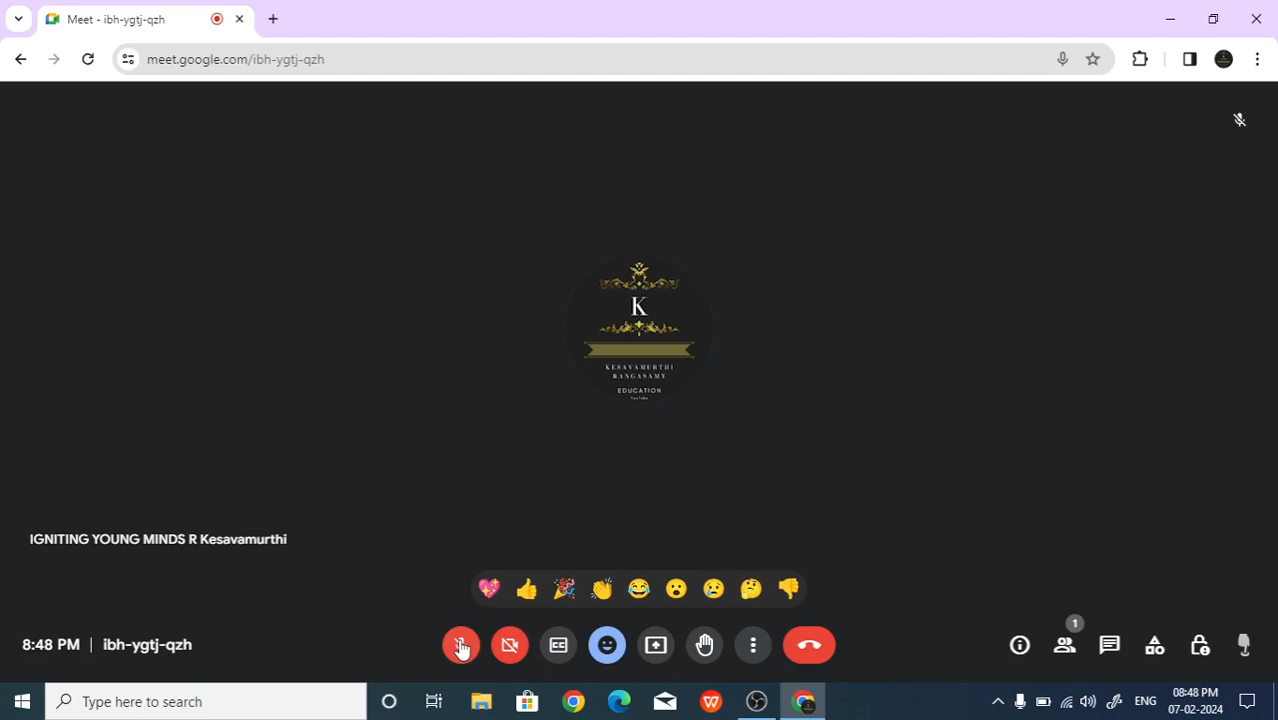 Meet - ibh-ygtj-qzh
meet.google.com/ibh-ygtj-qzh
K
KESAVAMURTHI
RANGASAMY
EDUCATION
YouTube
IGNITING YOUNG MINDS R Kesavamurthi
8:48 PM | ibh-ygtj-qzh
1
Type here to search
W
ENG
08:48 PM
07-02-2024